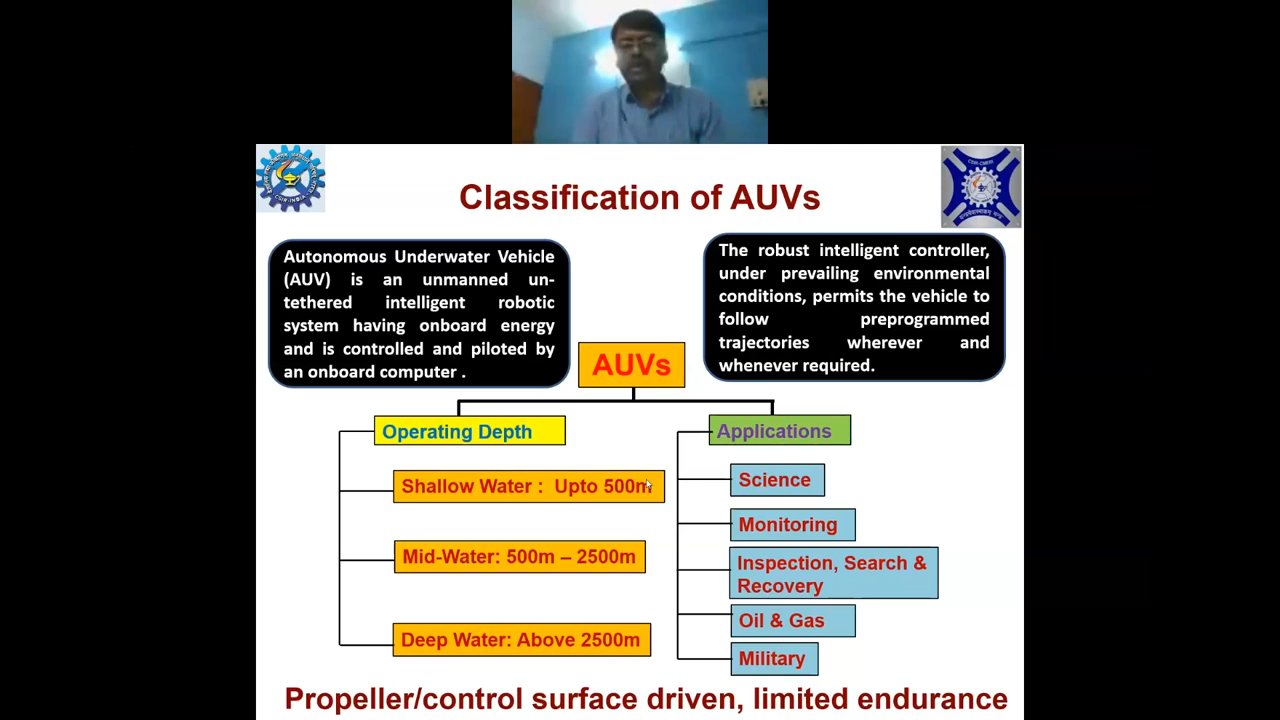 Classification of AUVs
Autonomous Underwater Vehicle
(AUV) is an unmanned un-
tethered intelligent robotic
system having onboard energy
and is controlled and piloted by
an onboard computer .
The robust intelligent controller,
under prevailing environmental
conditions, permits the vehicle to
follow preprogrammed
trajectories wherever and
whenever required.
AUVs
Operating Depth
Shallow Water : Upto 500m
Mid-Water: 500m – 2500m
Deep Water: Above 2500m
Applications
Science
Monitoring
Inspection, Search &
Recovery
Oil & Gas
Military
Propeller/control surface driven, limited endurance
CSIR-INDIA
CSIR-CMERI